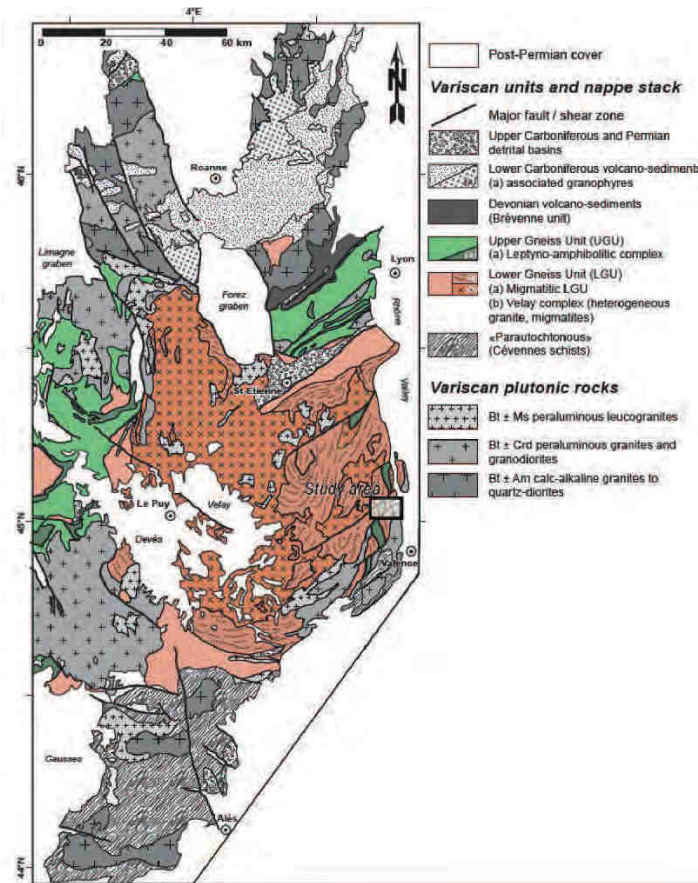 4°E
0 20 40 60 km
N
46°N
45°N
44°N
Roanne
Limagne
graben
Lyon
Forez
graben
Rhône
Valley
St Etienne
Study area
Le Puy
Velay
Devès
Valence
Causses
Alès
Post-Permian cover
Variscan units and nappe stack
Major fault / shear zone
Upper Carboniferous and Permian
detrital basins
Lower Carboniferous volcano-sediments
(a) associated granophyres
Devonian volcano-sediments
(Brévenne unit)
Upper Gneiss Unit (UGU)
(a) Leptyno-amphibolitic complex
Lower Gneiss Unit (LGU)
(a) Migmatitic LGU
(b) Velay complex (heterogeneous
granite, migmatites)
«Parautochtonous»
(Cévennes schists)
Variscan plutonic rocks
Bt ± Ms peraluminous leucogranites
Bt ± Crd peraluminous granites and
granodiorites
Bt ± Am calc-alkaline granites to
quartz-diorites